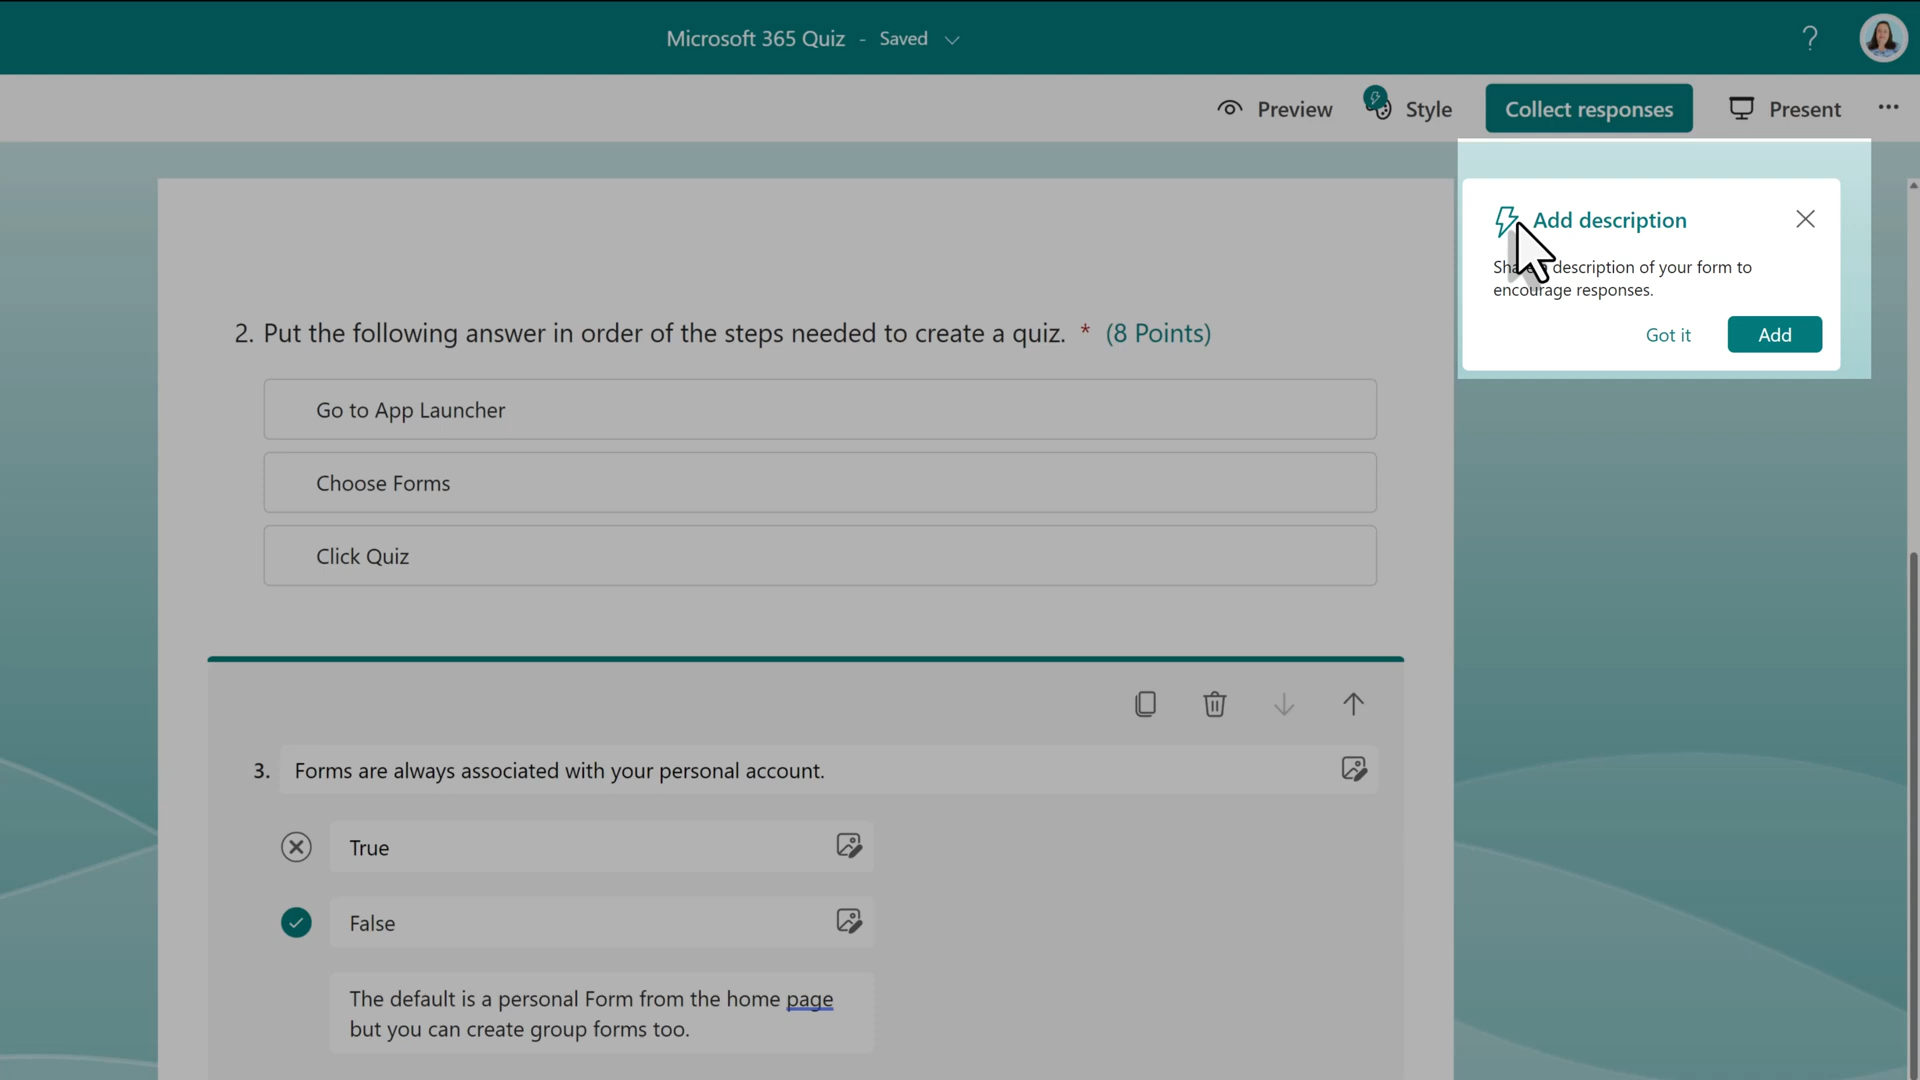 Microsoft 365 Quiz - Saved
?
Preview
Style
Collect responses
Present
Add description
description of your form to
encourage responses.
Got it
Add
2. Put the following answer in order of the steps needed to create a quiz. * (8 Points)
Go to App Launcher
Choose Forms
Click Quiz
3. Forms are always associated with your personal account.
True
False
The default is a personal Form from the home page
but you can create group forms too.